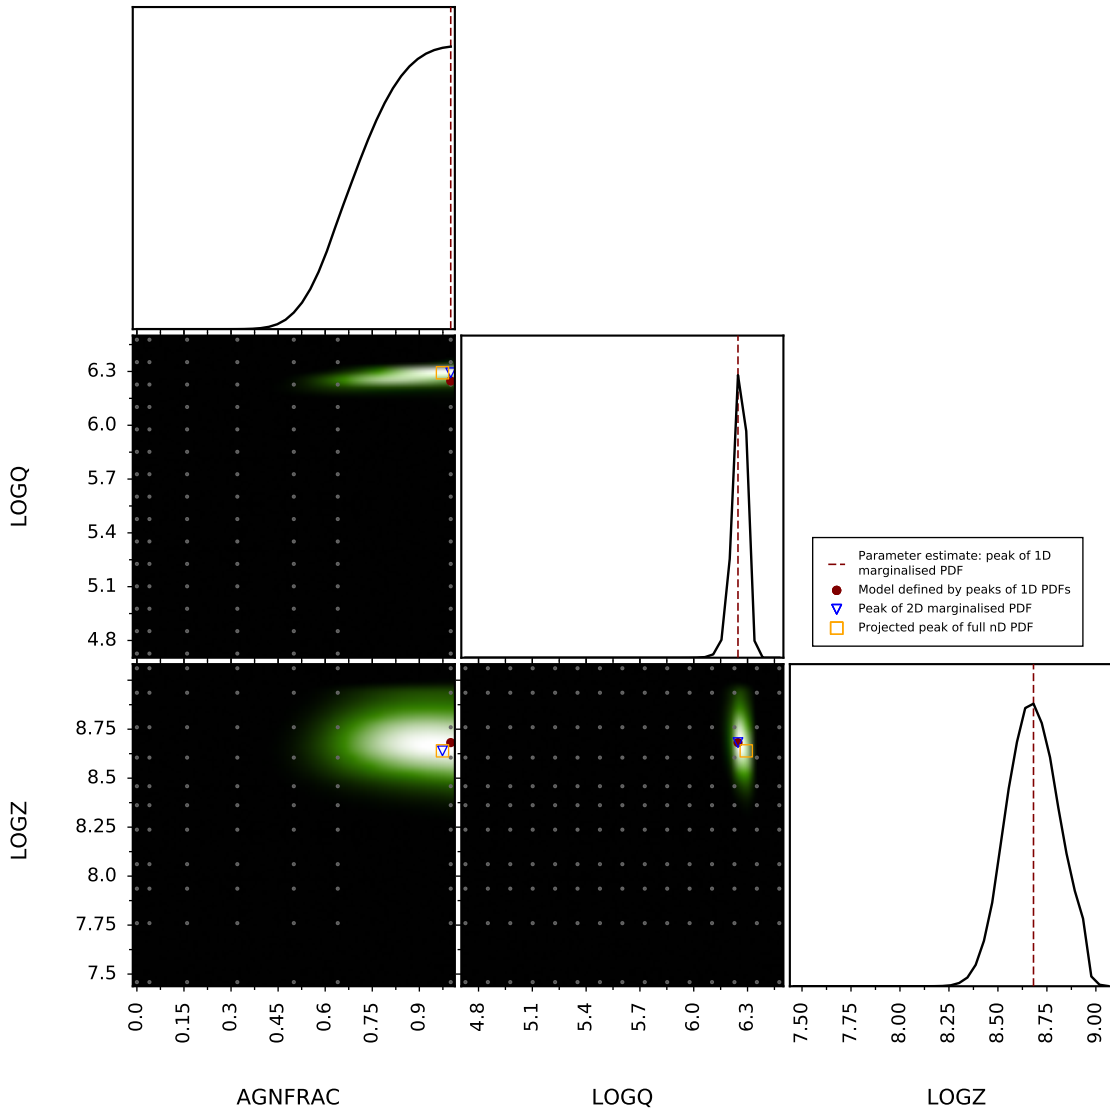 6.3
6.0
5.7
5.4
5.1
4.8
LOGQ
Parameter estimate: peak of 1D
marginalised PDF
Model defined by peaks of 1D PDFs
Peak of 2D marginalised PDF
Projected peak of full nD PDF
8.75
8.5
8.25
8.0
7.75
7.5
LOGZ
0.0 0.15 0.3 0.45 0.6 0.75 0.9 4.8 5.1 5.4 5.7 6.0 6.3 7.50 7.75 8.00 8.25 8.50 8.75 9.00
AGNFRAC LOGQ LOGZ